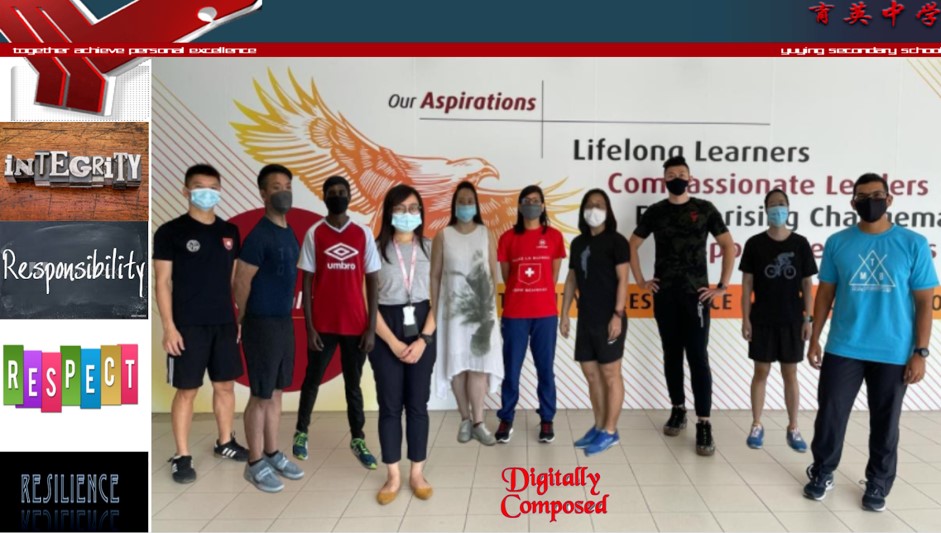 育英中学
together achieve personal excellence
yuying secondary school
INTEGRITY
Responsibility
RESPECT
RESILIENCE
Our Aspirations
Lifelong Learners
Compassionate Leaders
umbro
Digitally
Composed